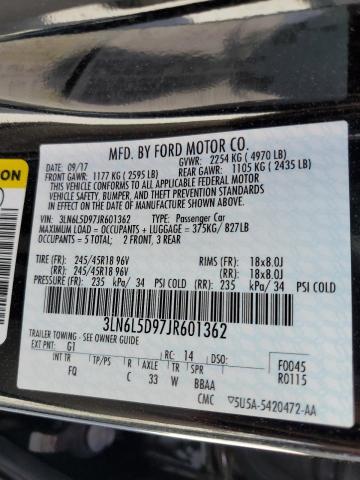 MFD. BY FORD MOTOR CO.
DATE: 09/17 GVWR: 2254 KG ( 4970 LB)
FRONT GAWR: 1177 KG ( 2595 LB) REAR GAWR: 1105 KG ( 2435 LB)
THIS VEHICLE CONFORMS TO ALL APPLICABLE FEDERAL MOTOR
VEHICLE SAFETY, BUMPER, AND THEFT PREVENTION STANDARDS
IN EFFECT ON THE DATE OF MANUFACTURE SHOWN ABOVE.
VIN: 3LN6L5D97JR601362 TYPE: Passenger Car
MAXIMUM LOAD = OCCUPANTS + LUGGAGE = 375KG/ 827LB
OCCUPANTS = 5 TOTAL: 2 FRONT, 3 REAR
TIRE (FR): 245/45R18 96V RIMS (FR): 18x8.0J
TIRE (RR): 245/45R18 96V (RR): 18x8.0J
PRESSURE (FR) 235 kPa/ 34 PSI COLD (RR) 235 kPa/ 34 PSI COLD
3LN6L5D97JR601362
TRAILER TOWING - SEE OWNER GUIDE
EXT PNT: G1 RC: 14 F0045
INT TR TP/PS R AXLE TR SPR R0115
FQ C 33 W BBAA
CMC 5U5A-5420472-AA